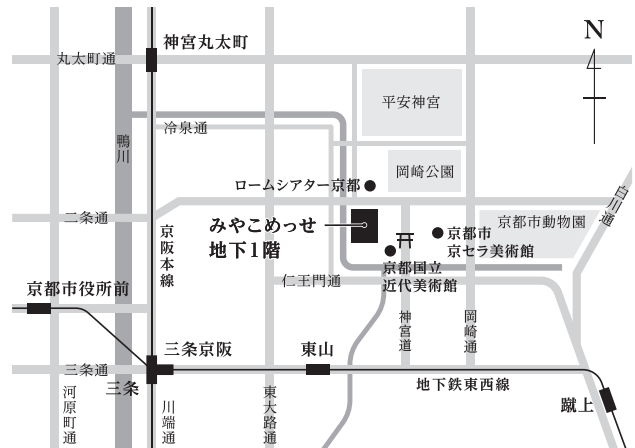 N
神宮丸太町
丸太町通
平安神宮
冷泉通
鴨川
岡崎公園
ロームシアター京都
白川通
二条通
みやこめっせ
地下1階
京都市動物園
京都市
京セラ美術館
京阪本線
京都国立
近代美術館
仁王門通
京都市役所前
神宮道
岡崎通
三条京阪
東山
三条通
三条
地下鉄東西線
蹴上
河原町通
川端通
東大路通